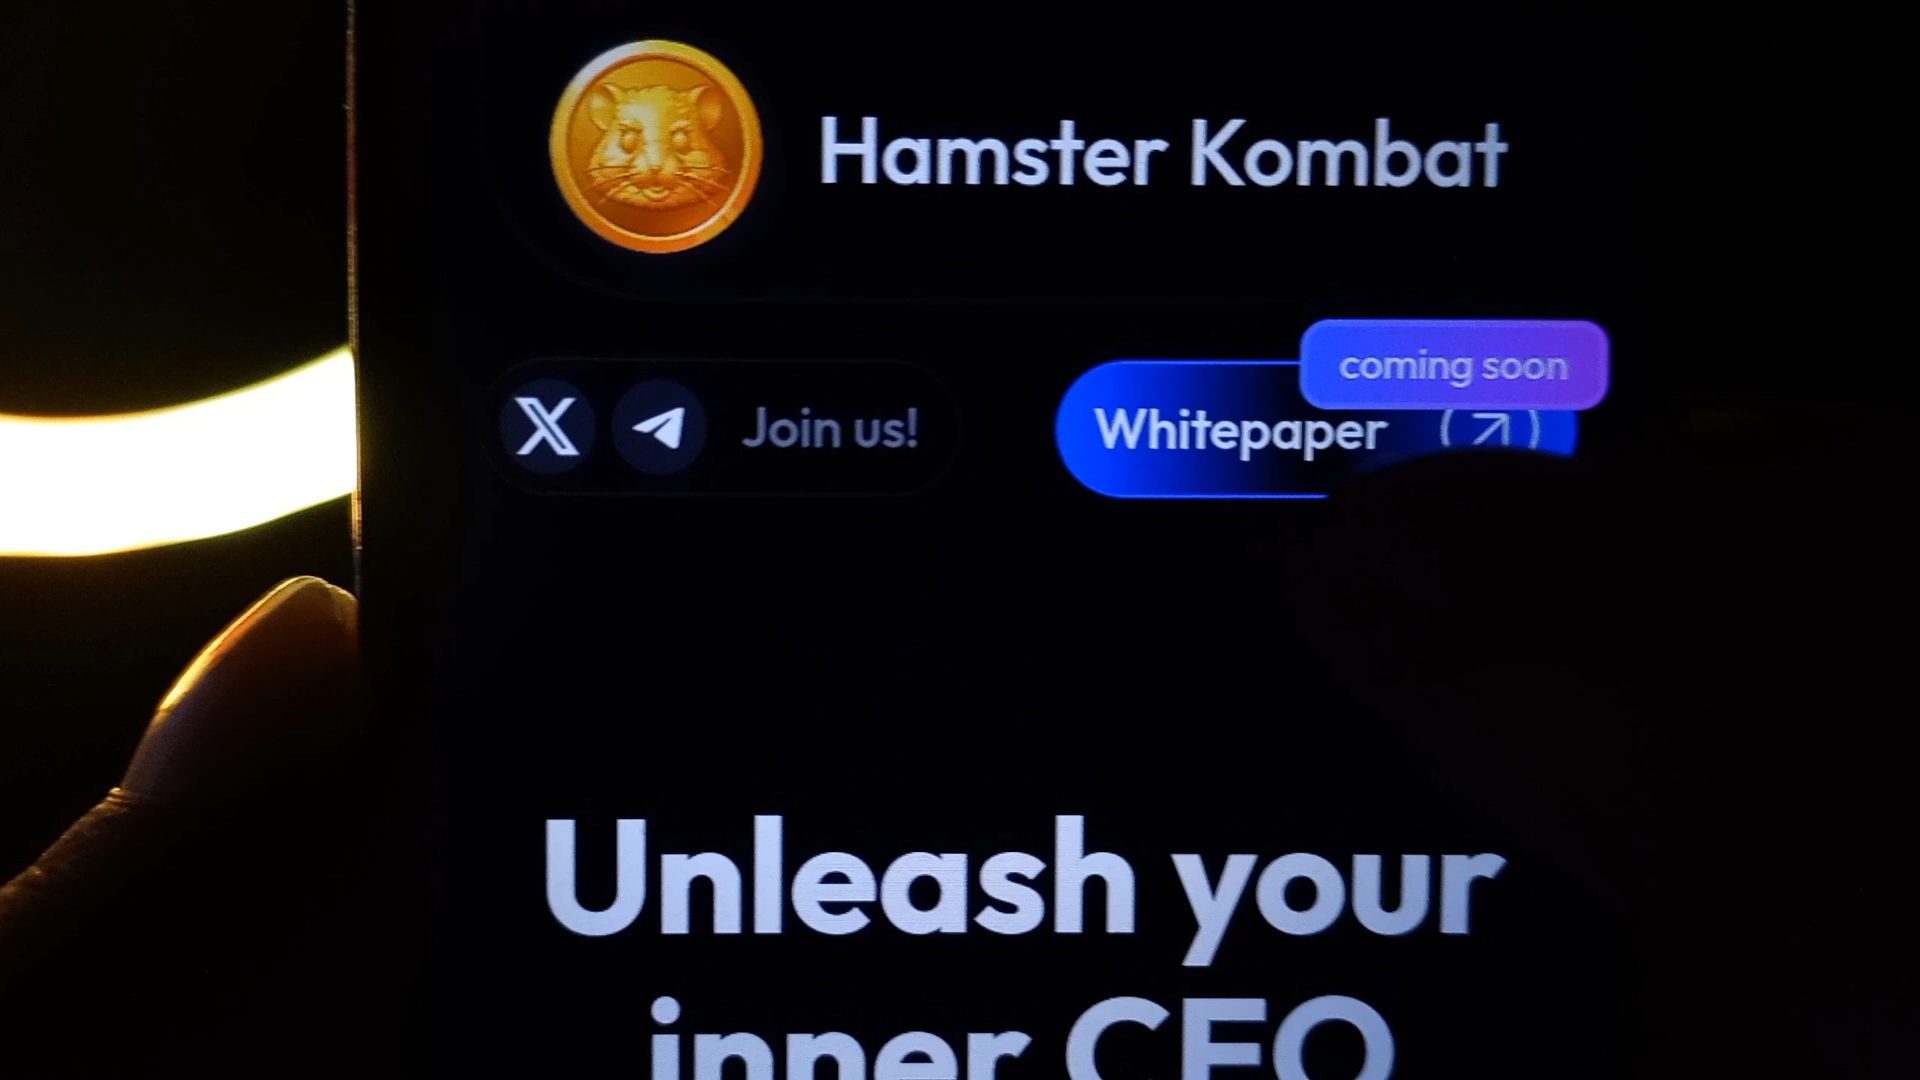 Hamster Kombat
coming soon
Join us!
Whitepaper
Unleash your
inner CEO